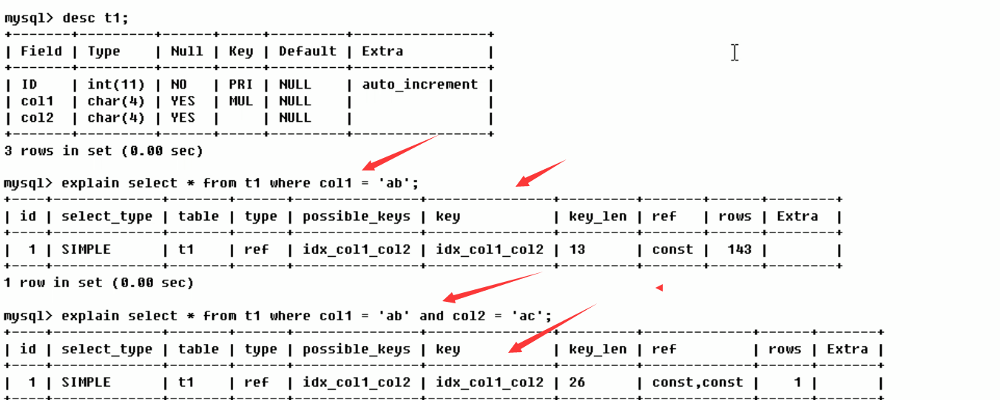 mysql> desc t1;
+-------+---------+------+-----+---------+----------------+
| Field | Type    | Null | Key | Default | Extra          |
+-------+---------+------+-----+---------+----------------+
| ID    | int(11) | NO   | PRI | NULL    | auto_increment |
| col1  | char(4) | YES  | MUL | NULL    |                |
| col2  | char(4) | YES  |     | NULL    |                |
+-------+---------+------+-----+---------+----------------+
3 rows in set (0.00 sec)
mysql> explain select * from t1 where col1 = 'ab';
+----+-------------+-------+------+---------------+---------------+---------+-------+------+--------+
| id | select_type | table | type | possible_keys | key           | key_len | ref   | rows | Extra  |
+----+-------------+-------+------+---------------+---------------+---------+-------+------+--------+
|  1 | SIMPLE      | t1    | ref  | idx_col1_col2 | idx_col1_col2 | 13      | const |  143 |        |
+----+-------------+-------+------+---------------+---------------+---------+-------+------+--------+
1 row in set (0.00 sec)
mysql> explain select * from t1 where col1 = 'ab' and col2 = 'ac';
+----+-------------+-------+------+---------------+---------------+---------+-------------+------+-------+
| id | select_type | table | type | possible_keys | key           | key_len | ref         | rows | Extra |
+----+-------------+-------+------+---------------+---------------+---------+-------------+------+-------+
|  1 | SIMPLE      | t1    | ref  | idx_col1_col2 | idx_col1_col2 | 26      | const,const |    1 |       |
+----+-------------+-------+------+---------------+---------------+---------+-------------+------+-------+